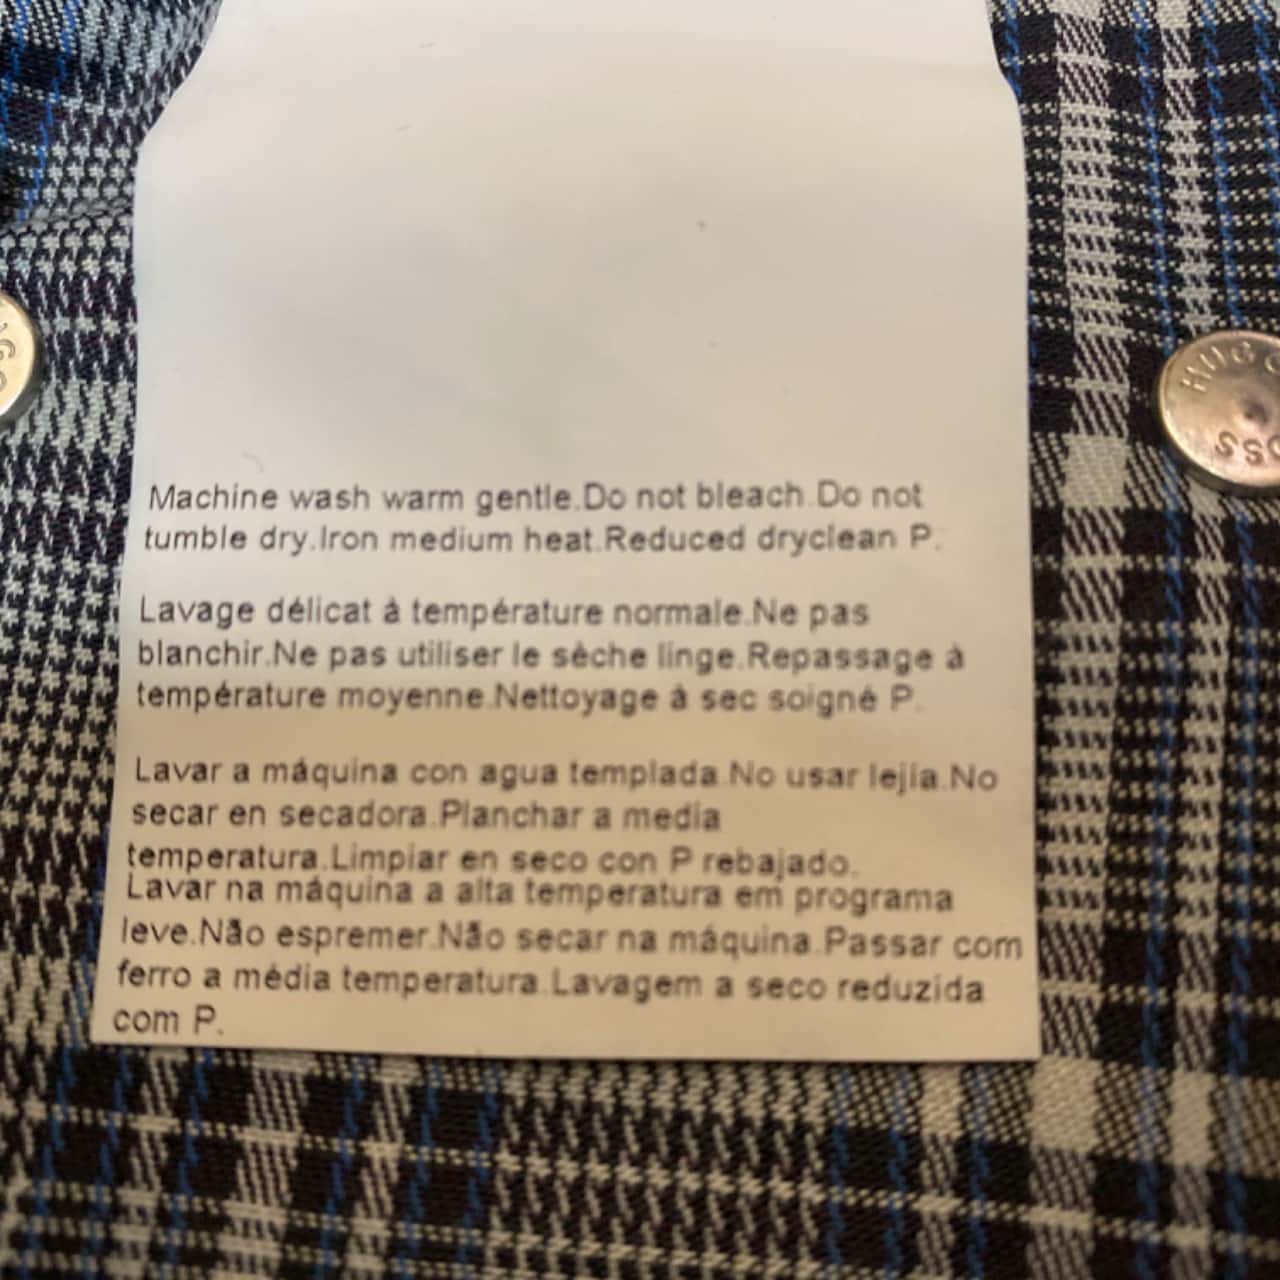 Machine wash warm gentle.Do not bleach.Do not
tumble dry.Iron medium heat.Reduced dryclean P.
Lavage délicat à température normale.Ne pas
blanchir.Ne pas utiliser le sèche linge.Repassage à
température moyenne.Nettoyage à sec soigné P.
Lavar a máquina con agua templada.No usar lejía.No
secar en secadora.Planchar a media
temperatura.Limpiar en seco con P rebajado.
Lavar na máquina a alta temperatura em programa
leve.Não espremer.Não secar na máquina.Passar com
ferro a média temperatura.Lavagem a seco reduzida
com P.
HUGO